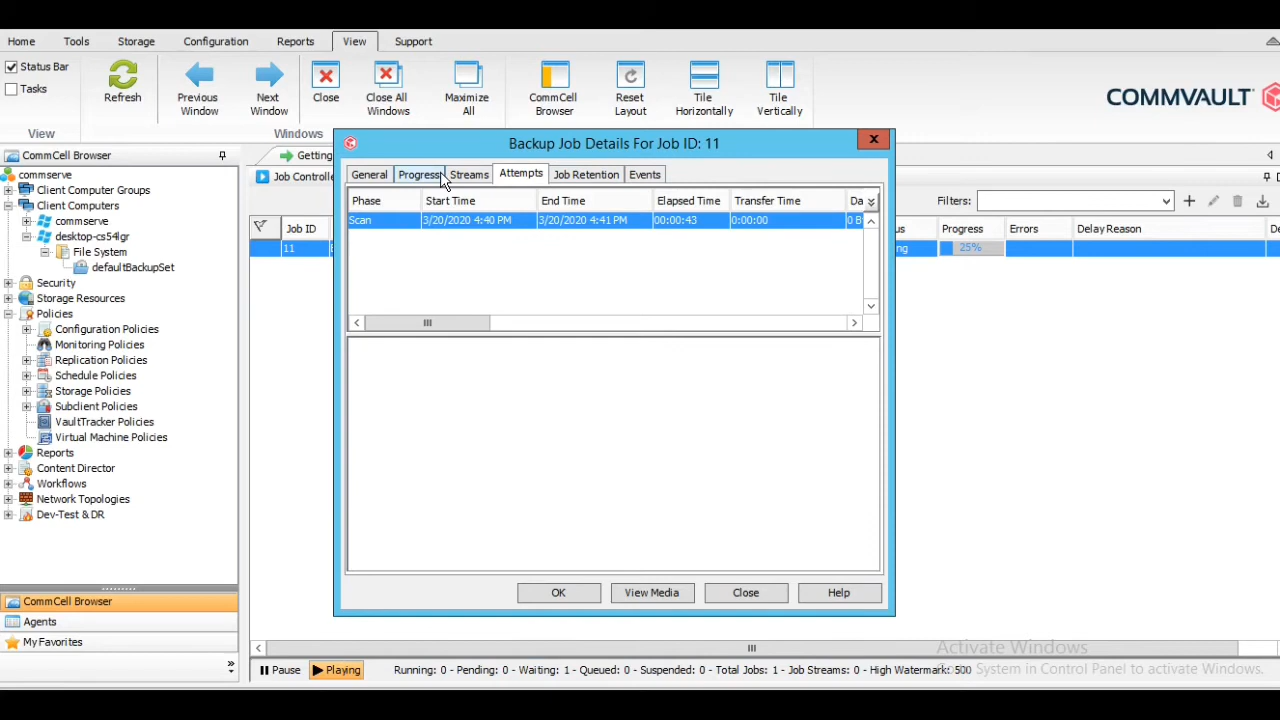 Home Tools Storage Configuration Reports View Support
Status Bar
Tasks
Refresh
Previous Window
Next Window
Close
Close All Windows
Maximize All
CommCell Browser
Reset Layout
Tile Horizontally
Tile Vertically
COMMVAULT
View
Windows
CommCell Browser
Getting
commserve
Client Computer Groups
Client Computers
commserve
desktop-cs54lgr
File System
defaultBackupSet
Security
Storage Resources
Policies
Configuration Policies
Monitoring Policies
Replication Policies
Schedule Policies
Storage Policies
Subclient Policies
VaultTracker Policies
Virtual Machine Policies
Reports
Content Director
Workflows
Network Topologies
Dev-Test & DR
CommCell Browser
Agents
My Favorites
Job Controlle
Filters:
Job ID Progress Errors Delay Reason
11 25%
Backup Job Details For Job ID: 11
General Progress Streams Attempts Job Retention Events
Phase Start Time End Time Elapsed Time Transfer Time Da
Scan 3/20/2020 4:40 PM 3/20/2020 4:41 PM 00:00:43 0:00:00 0 B
OK View Media Close Help
Activate Windows
System in Control Panel to activate Windows.
Pause Playing Running: 0 - Pending: 0 - Waiting: 1 - Queued: 0 - Suspended: 0 - Total Jobs: 1 - Job Streams: 0 - High Watermark: 500